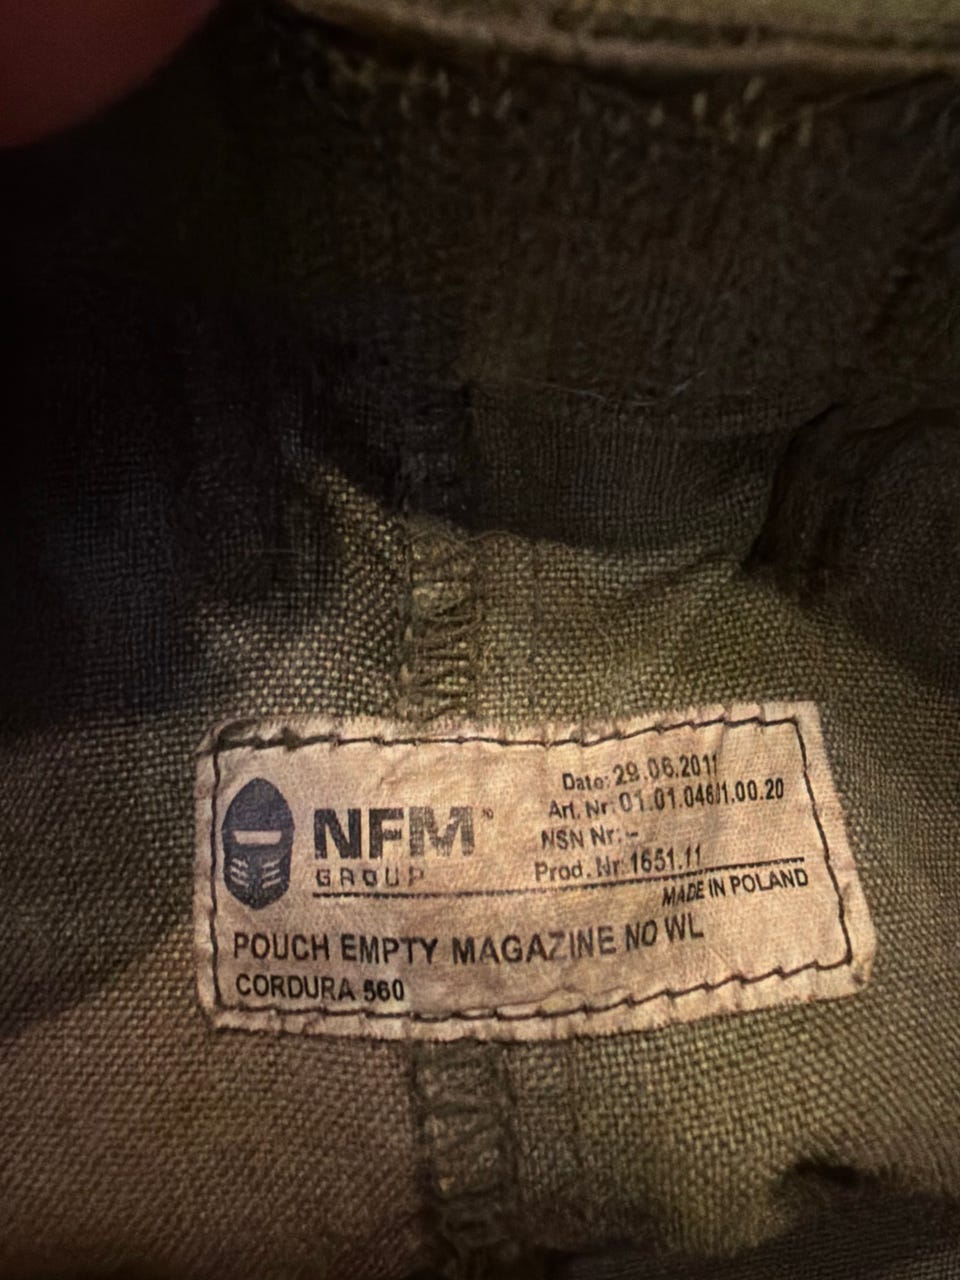 NFM®
GROUP
Date: 29.06.2011
Art. Nr: 01.01.046/1.00.20
NSN Nr: -
Prod. Nr 1651.11
MADE IN POLAND
POUCH EMPTY MAGAZINE NO WL
CORDURA 560